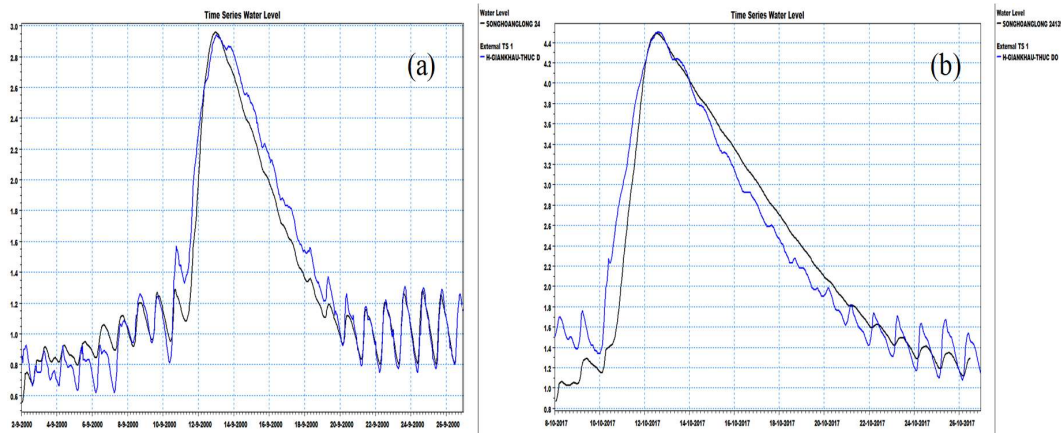 Time Series Water Level
(a)
3.0
2.8
2.6
2.4
2.2
2.0
1.8
1.6
1.4
1.2
1.0
0.8
0.6
2-9-2000 4-9-2000 6-9-2000 8-9-2000 10-9-2000 12-9-2000 14-9-2000 16-9-2000 18-9-2000 20-9-2000 22-9-2000 24-9-2000 26-9-2000
Water Level
SONGHOANGLONG 24
External TS 1
H-GIANKHAU-THUC D
Time Series Water Level
(b)
4.4
4.2
4.0
3.8
3.6
3.4
3.2
3.0
2.8
2.6
2.4
2.2
2.0
1.8
1.6
1.4
1.2
1.0
0.8
8-10-2017 10-10-2017 12-10-2017 14-10-2017 16-10-2017 18-10-2017 20-10-2017 22-10-2017 24-10-2017 26-10-2017
Water Level
SONGHOANGLONG 2412
External TS 1
H-GIANKHAU-THUC DO